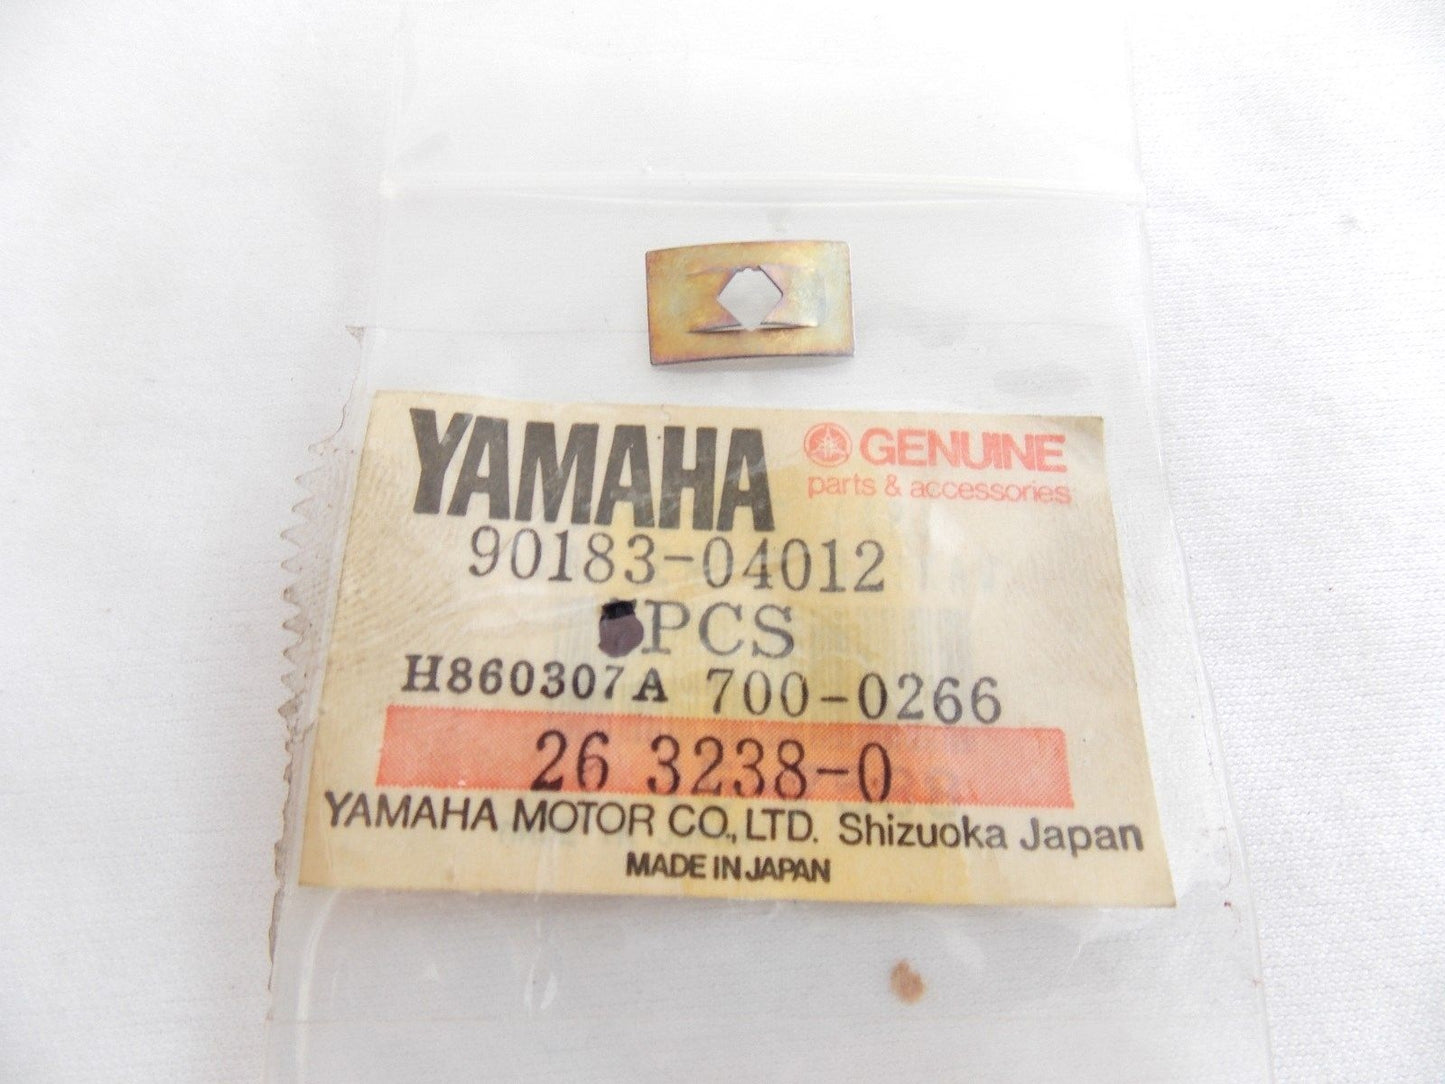 YAMAHA
GENUINE
parts & accessories
90183-04012
PCS
H860307A 700-0266
26 3238-0
YAMAHA MOTOR CO., LTD. Shizuoka Japan
MADE IN JAPAN